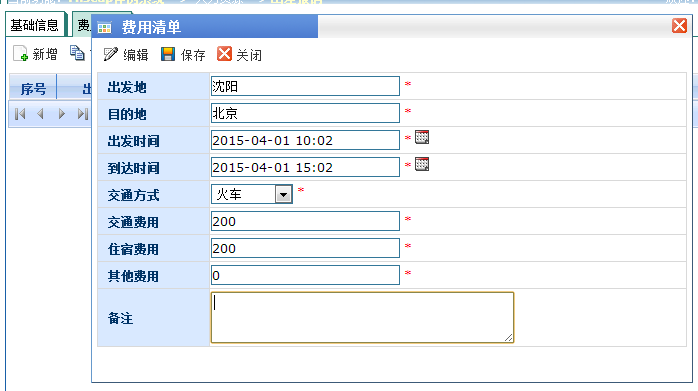 基础信息
费用清单
新增
编辑 保存 关闭
序号
出发地 沈阳 *
目的地 北京 *
出发时间 2015-04-01 10:02 *
到达时间 2015-04-01 15:02 *
交通方式 火车 *
交通费用 200 *
住宿费用 200 *
其他费用 0 *
备注